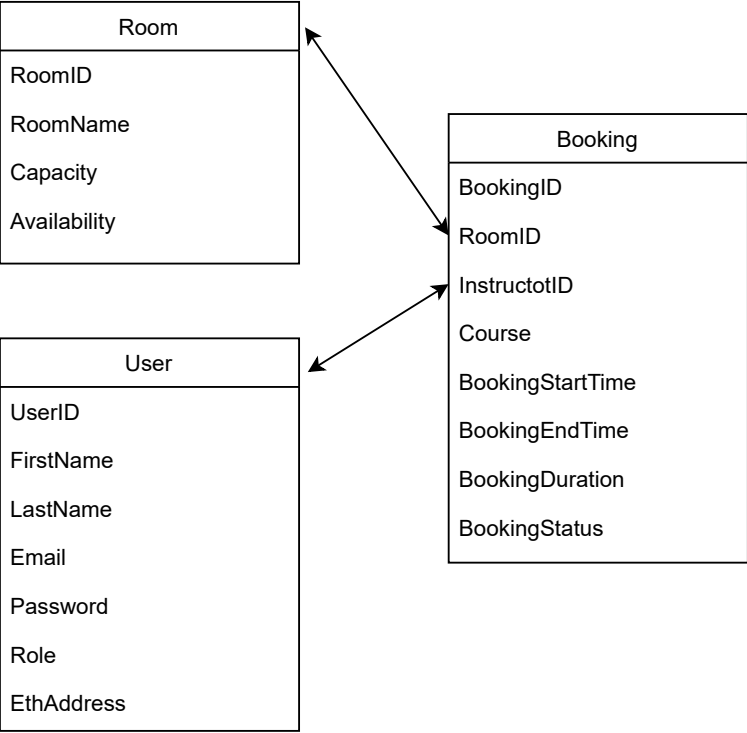 Room
RoomID
RoomName
Capacity
Availability
Booking
BookingID
RoomID
InstructotID
Course
BookingStartTime
BookingEndTime
BookingDuration
BookingStatus
User
UserID
FirstName
LastName
Email
Password
Role
EthAddress